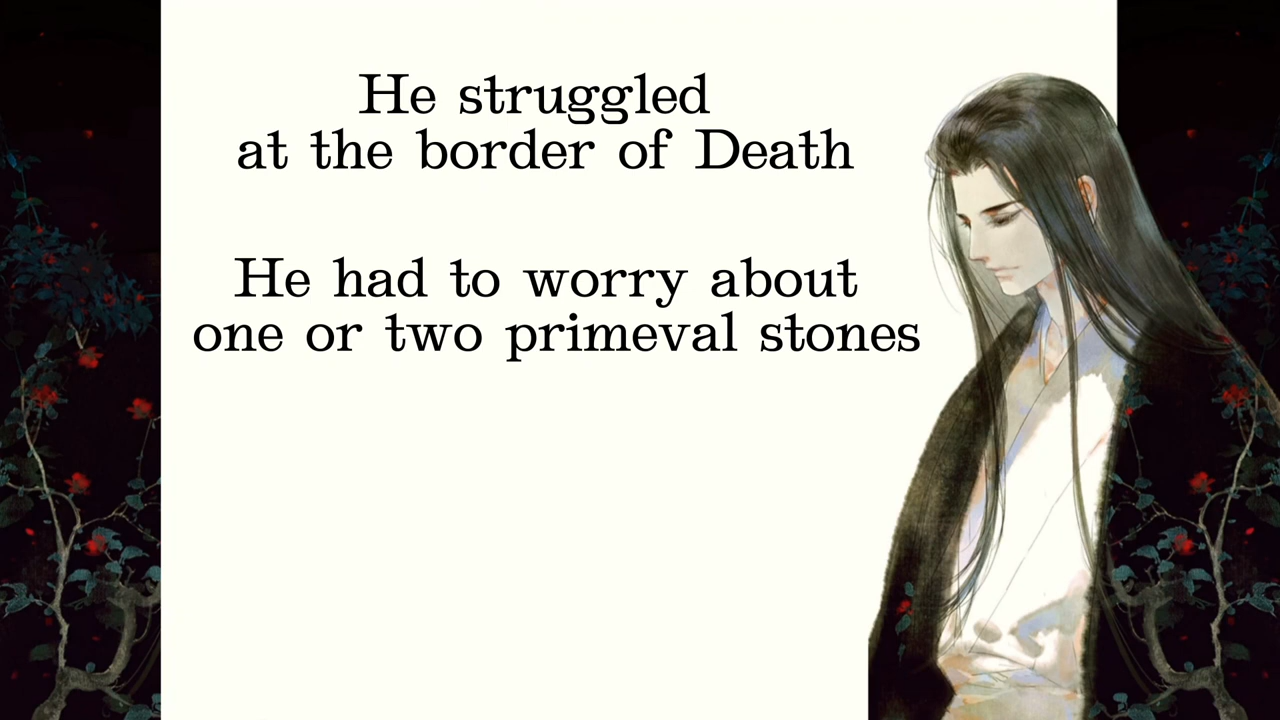 He struggled
at the border of Death
He had to worry about
one or two primeval stones